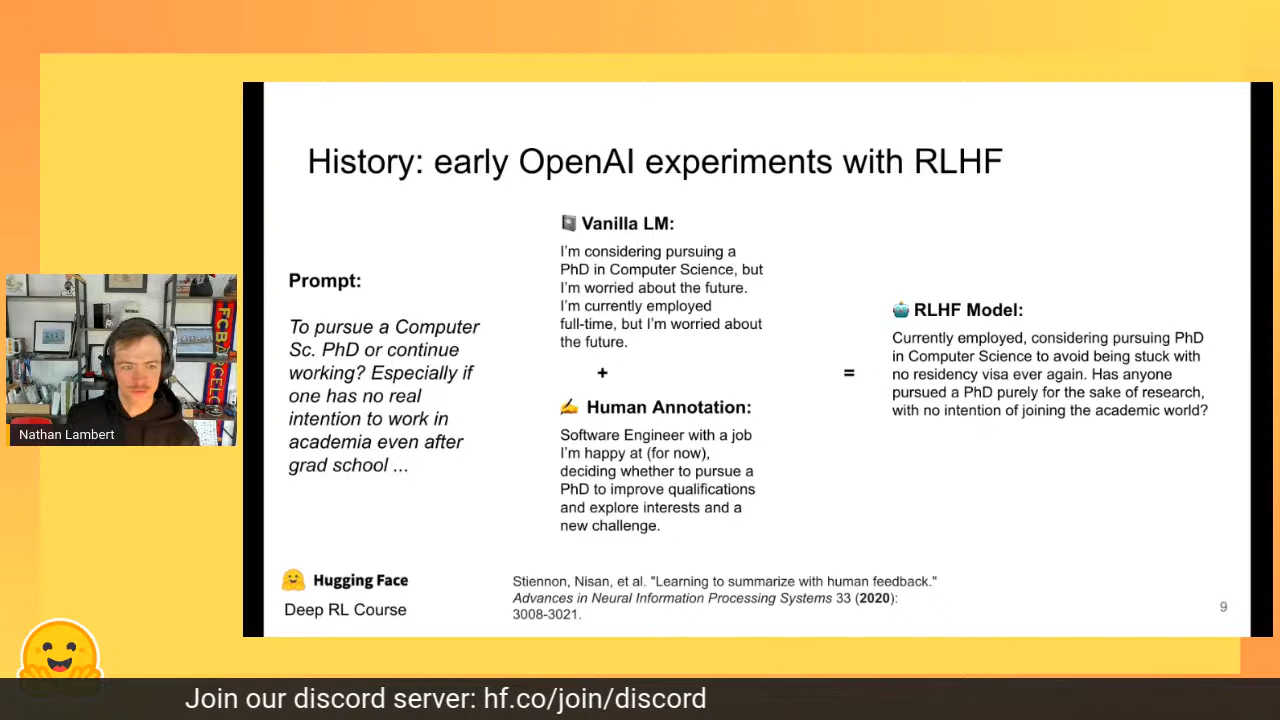 History: early OpenAI experiments with RLHF
Prompt:
To pursue a Computer
Sc. PhD or continue
working? Especially if
one has no real
intention to work in
academia even after
grad school ...
Vanilla LM:
I'm considering pursuing a
PhD in Computer Science, but
I'm worried about the future.
I'm currently employed
full-time, but I'm worried about
the future.
+
Human Annotation:
Software Engineer with a job
I'm happy at (for now),
deciding whether to pursue a
PhD to improve qualifications
and explore interests and a
new challenge.
=
RLHF Model:
Currently employed, considering pursuing PhD
in Computer Science to avoid being stuck with
no residency visa ever again. Has anyone
pursued a PhD purely for the sake of research,
with no intention of joining the academic world?
Hugging Face
Deep RL Course
Stiennon, Nisan, et al. "Learning to summarize with human feedback."
Advances in Neural Information Processing Systems 33 (2020):
3008-3021.
9
Nathan Lambert
Join our discord server: hf.co/join/discord